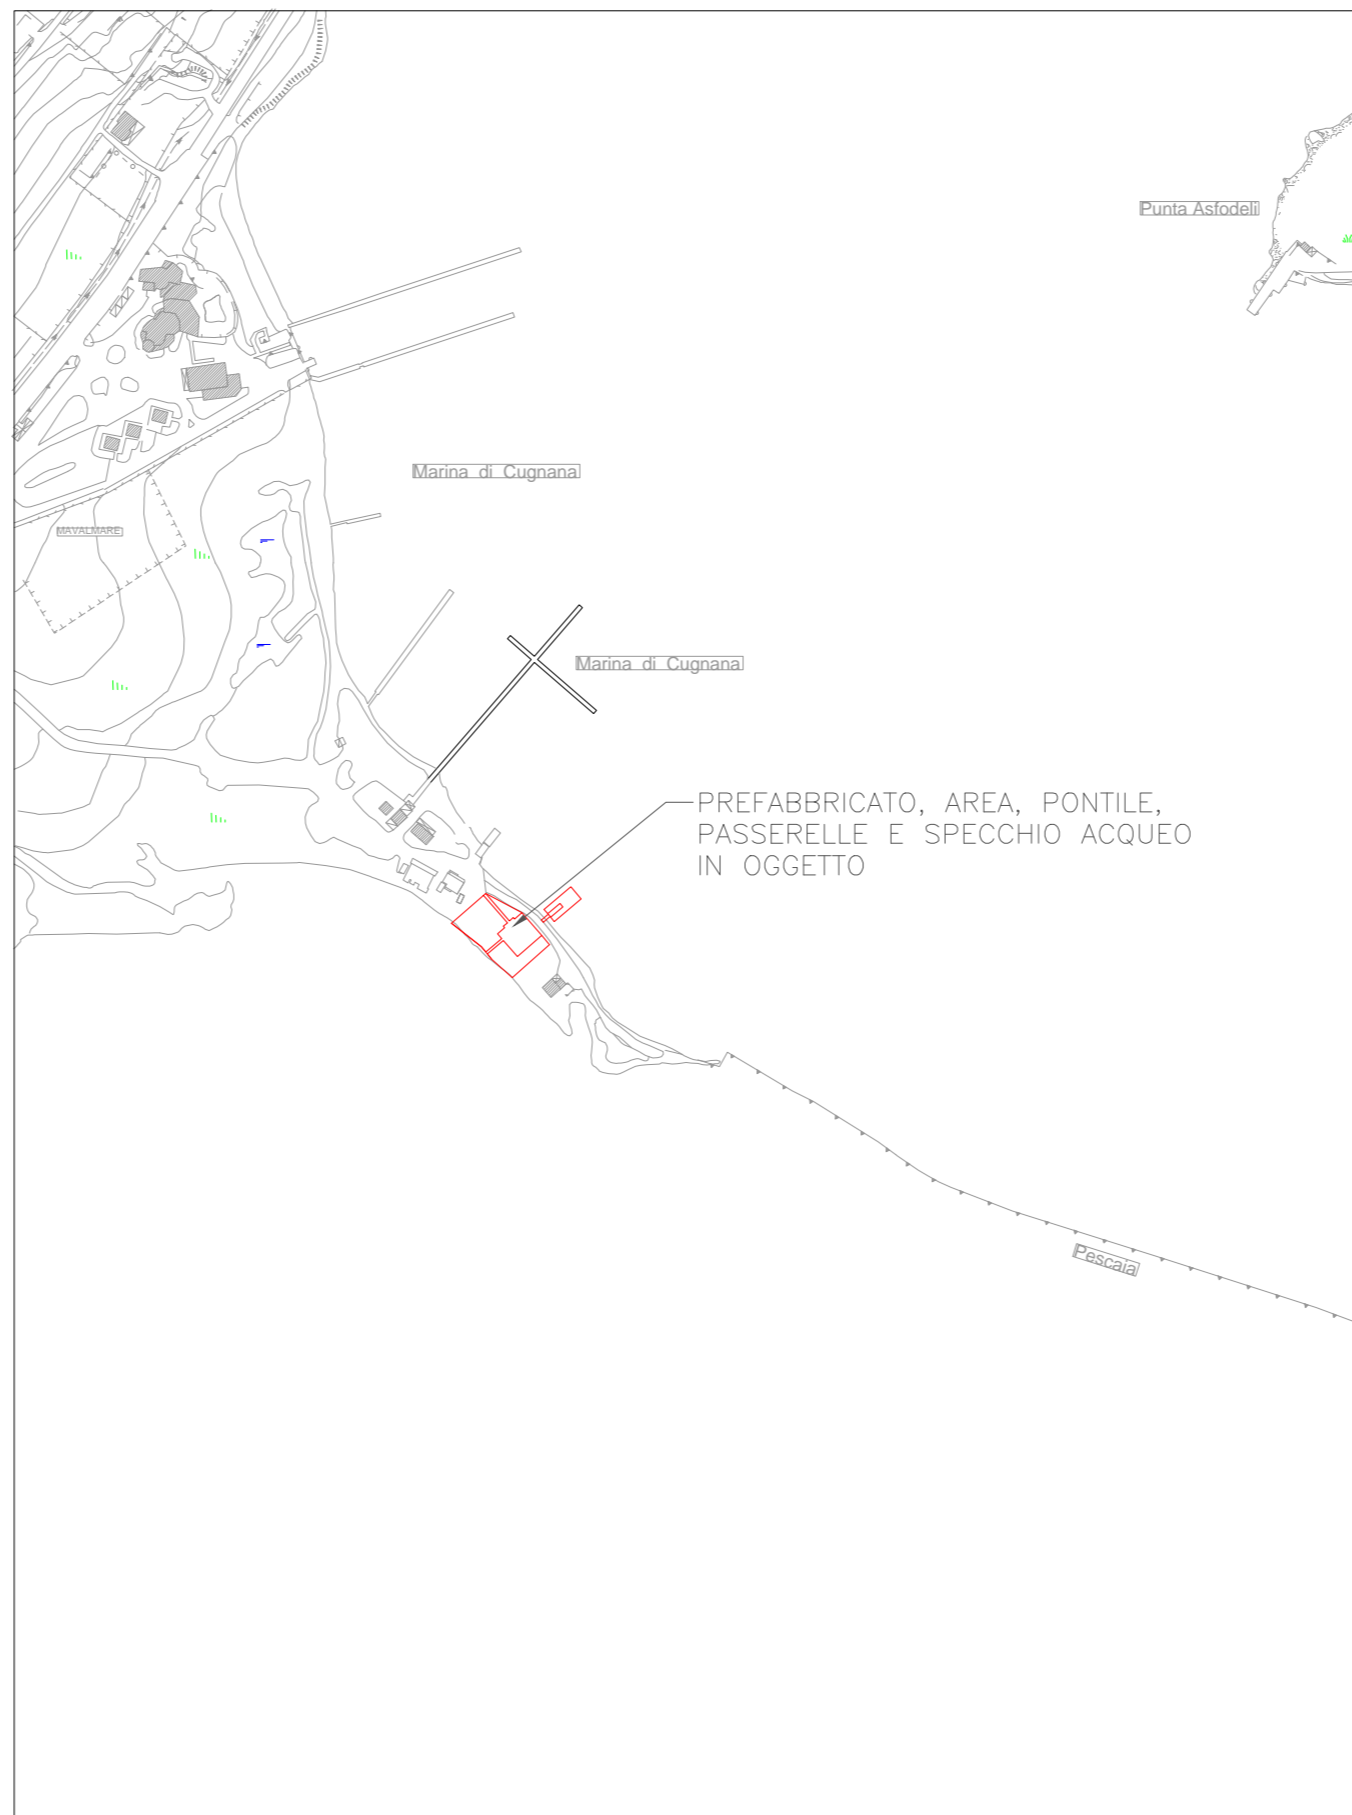 Punta Asfodeli
Marina di Cugnana
MAVALMARE
Marina di Cugnana
PREFABBRICATO, AREA, PONTILE,
PASSERELLE E SPECCHIO ACQUEO
IN OGGETTO
Pescaia